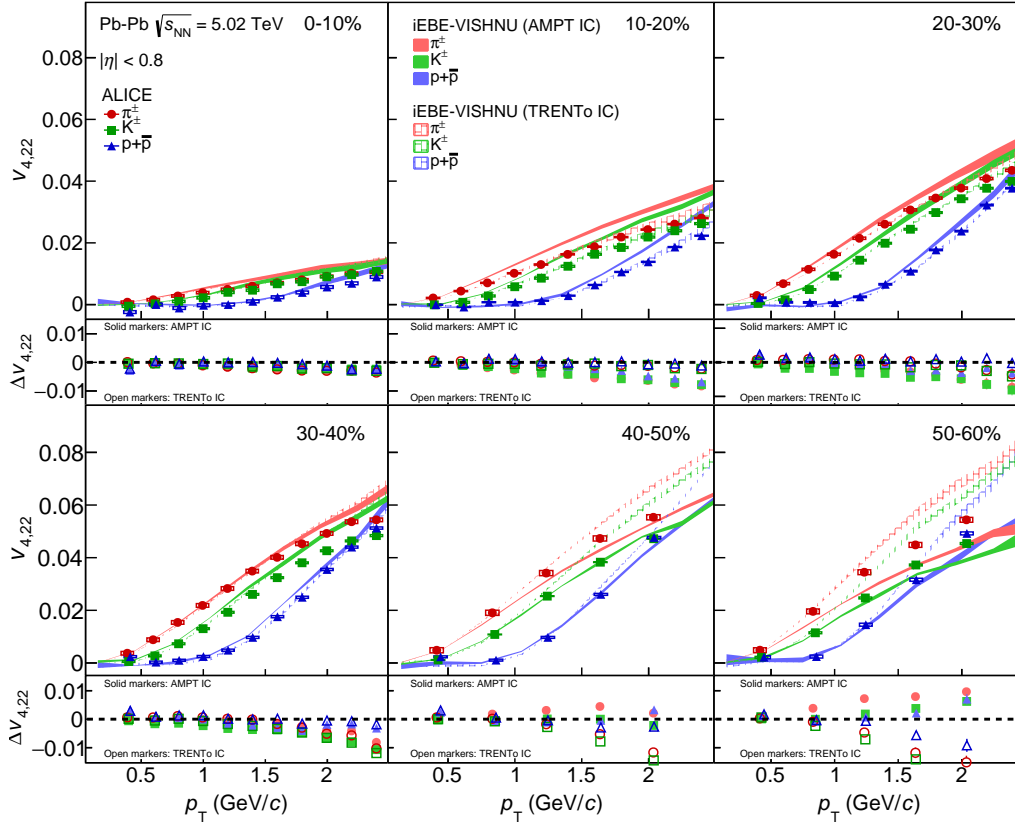 Pb-Pb √sNN = 5.02 TeV 0-10%
|η| < 0.8
ALICE
π±
K±
p+p̅
iEBE-VISHNU (AMPT IC) 10-20%
π±
K±
p+p̅
iEBE-VISHNU (TRENTo IC)
π±
K±
p+p̅
20-30%
v4,22
0.08
0.06
0.04
0.02
0
Δv4,22
0.01
0
−0.01
Solid markers: AMPT IC
Open markers: TRENTo IC
Solid markers: AMPT IC
Open markers: TRENTo IC
Solid markers: AMPT IC
Open markers: TRENTo IC
30-40%
40-50%
50-60%
v4,22
0.08
0.06
0.04
0.02
0
Δv4,22
0.01
0
−0.01
Solid markers: AMPT IC
Open markers: TRENTo IC
Solid markers: AMPT IC
Open markers: TRENTo IC
Solid markers: AMPT IC
Open markers: TRENTo IC
0.5 1 1.5 2
0.5 1 1.5 2
0.5 1 1.5 2
pT (GeV/c)
pT (GeV/c)
pT (GeV/c)